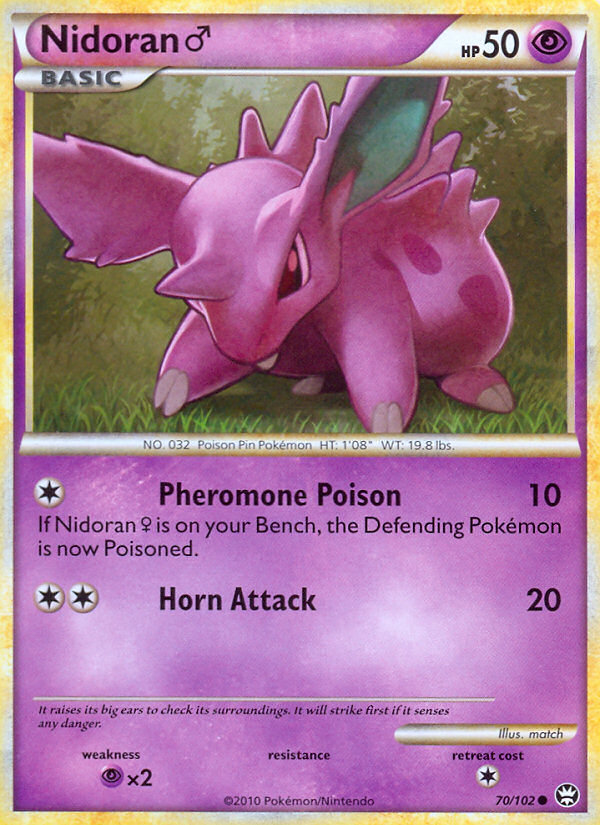 Nidoran♂
HP50
BASIC
NO. 032 Poison Pin Pokémon HT: 1'08" WT: 19.8 lbs.
Pheromone Poison 10
If Nidoran♀is on your Bench, the Defending Pokémon
is now Poisoned.
Horn Attack 20
It raises its big ears to check its surroundings. It will strike first if it senses
any danger.
Illus. match
weakness resistance retreat cost
×2
©2010 Pokémon/Nintendo 70/102 ●